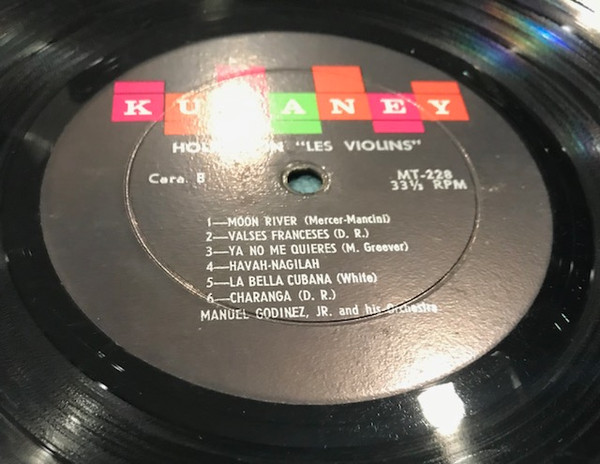 KUBANEY
"LES VIOLINS"
Cara B
MT-228
33⅓ RPM
1—MOON RIVER (Mercer-Mancini)
2—VALSES FRANCESES (D. R.)
3—YA NO ME QUIERES (M. Greever)
4—HAVAH-NAGILAH
5—LA BELLA CUBANA (White)
6—CHARANGA (D. R.)
MANUEL GODINEZ, JR. and his Orchestra